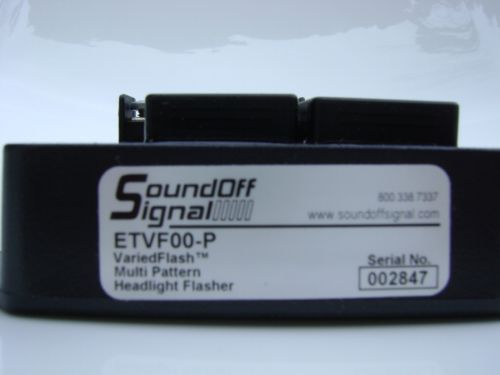 SoundOff
Signal
800.338.7337
www.soundoffsignal.com
ETVF00-P
VariedFlash™
Multi Pattern
Headlight Flasher
Serial No.
002847